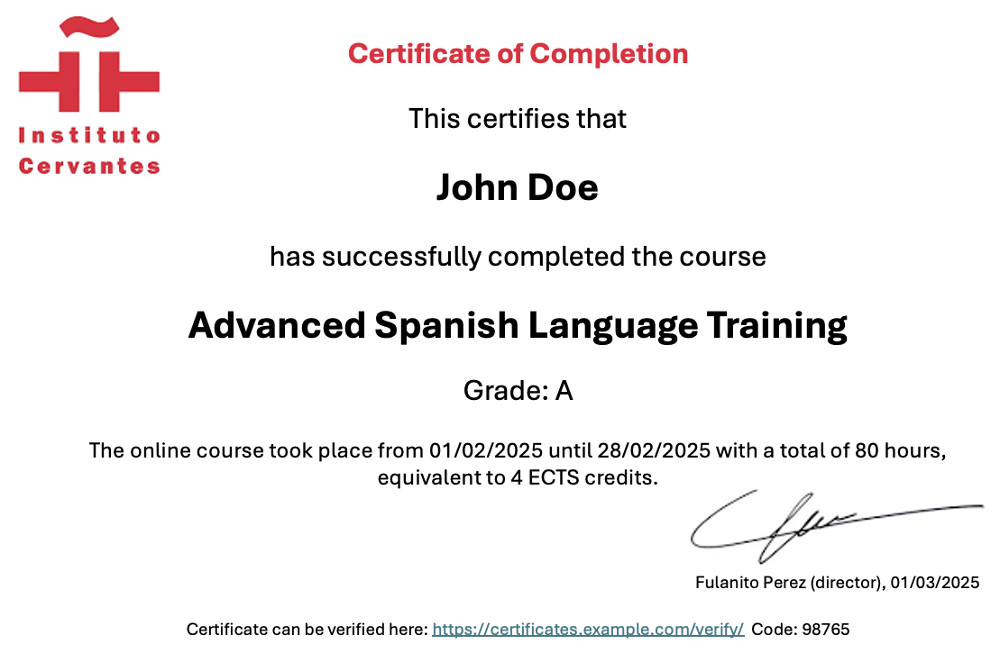 Instituto
Cervantes
Certificate of Completion
This certifies that
John Doe
has successfully completed the course
Advanced Spanish Language Training
Grade: A
The online course took place from 01/02/2025 until 28/02/2025 with a total of 80 hours,
equivalent to 4 ECTS credits.
Fulanito Perez (director), 01/03/2025
Certificate can be verified here: https://certificates.example.com/verify/ Code: 98765